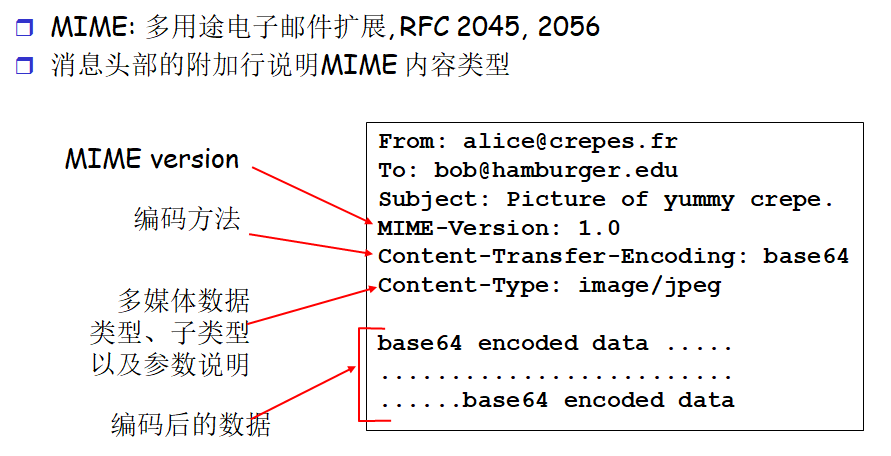 MIME: 多用途电子邮件扩展,RFC 2045, 2056
消息头部的附加行说明MIME 内容类型
MIME version
编码方法
多媒体数据
类型、子类型
以及参数说明
编码后的数据
From: alice@crepes.fr
To: bob@hamburger.edu
Subject: Picture of yummy crepe.
MIME-Version: 1.0
Content-Transfer-Encoding: base64
Content-Type: image/jpeg
base64 encoded data .....
.........................
......base64 encoded data